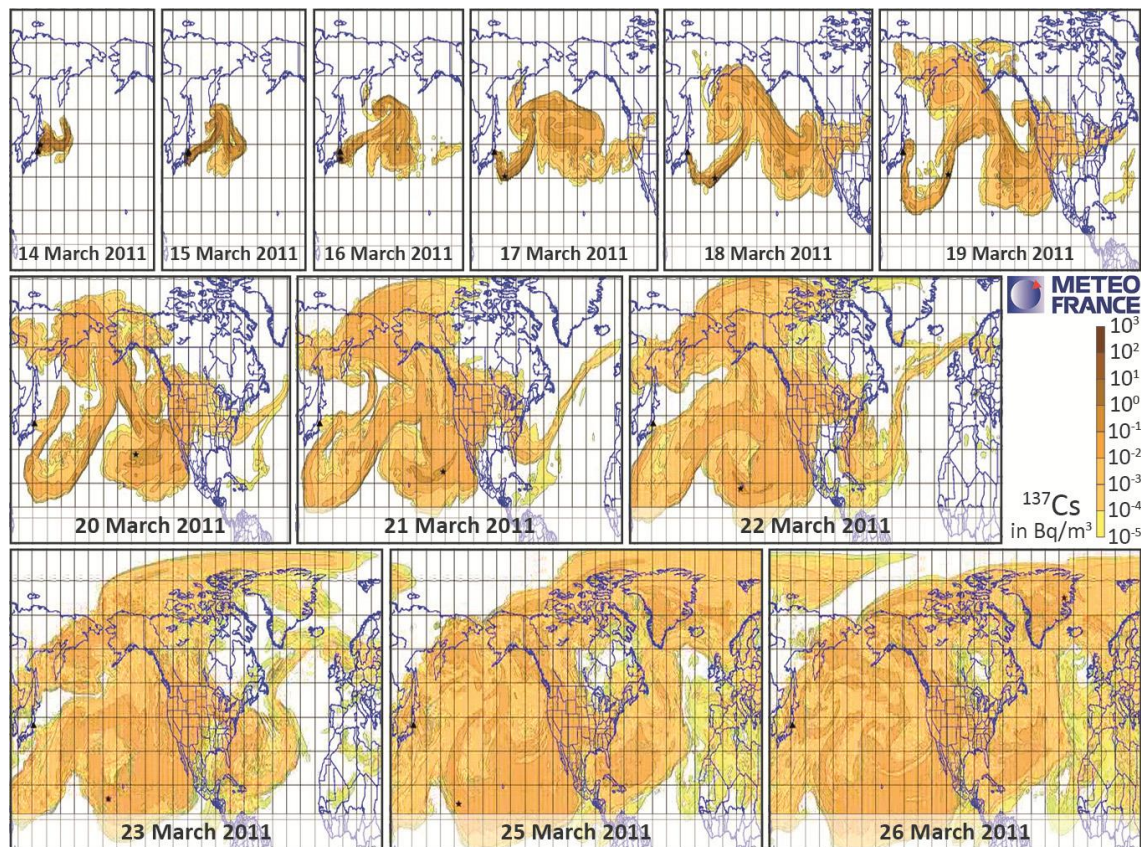 14 March 2011
15 March 2011
16 March 2011
17 March 2011
18 March 2011
19 March 2011
METEO
FRANCE
10³
10²
10¹
10⁰
10⁻¹
10⁻²
10⁻³
10⁻⁴
10⁻⁵
¹³⁷Cs
in Bq/m³
20 March 2011
21 March 2011
22 March 2011
23 March 2011
25 March 2011
26 March 2011